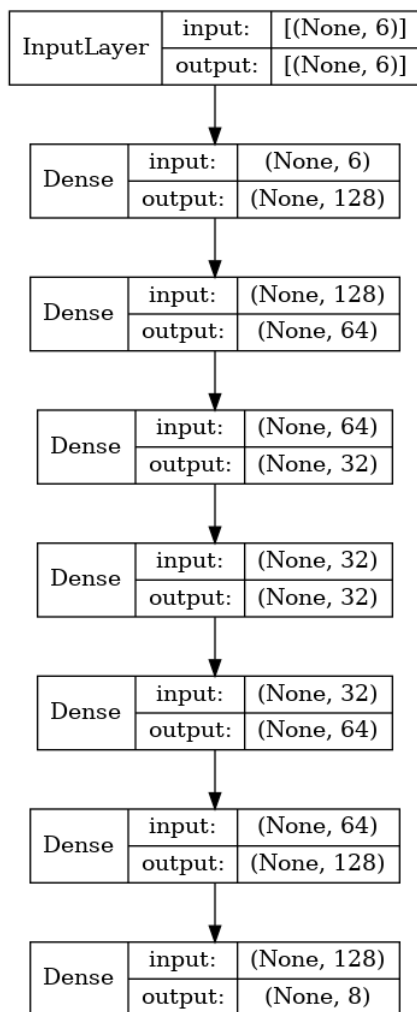 InputLayer
input: [(None, 6)]
output: [(None, 6)]
Dense
input: (None, 6)
output: (None, 128)
Dense
input: (None, 128)
output: (None, 64)
Dense
input: (None, 64)
output: (None, 32)
Dense
input: (None, 32)
output: (None, 32)
Dense
input: (None, 32)
output: (None, 64)
Dense
input: (None, 64)
output: (None, 128)
Dense
input: (None, 128)
output: (None, 8)